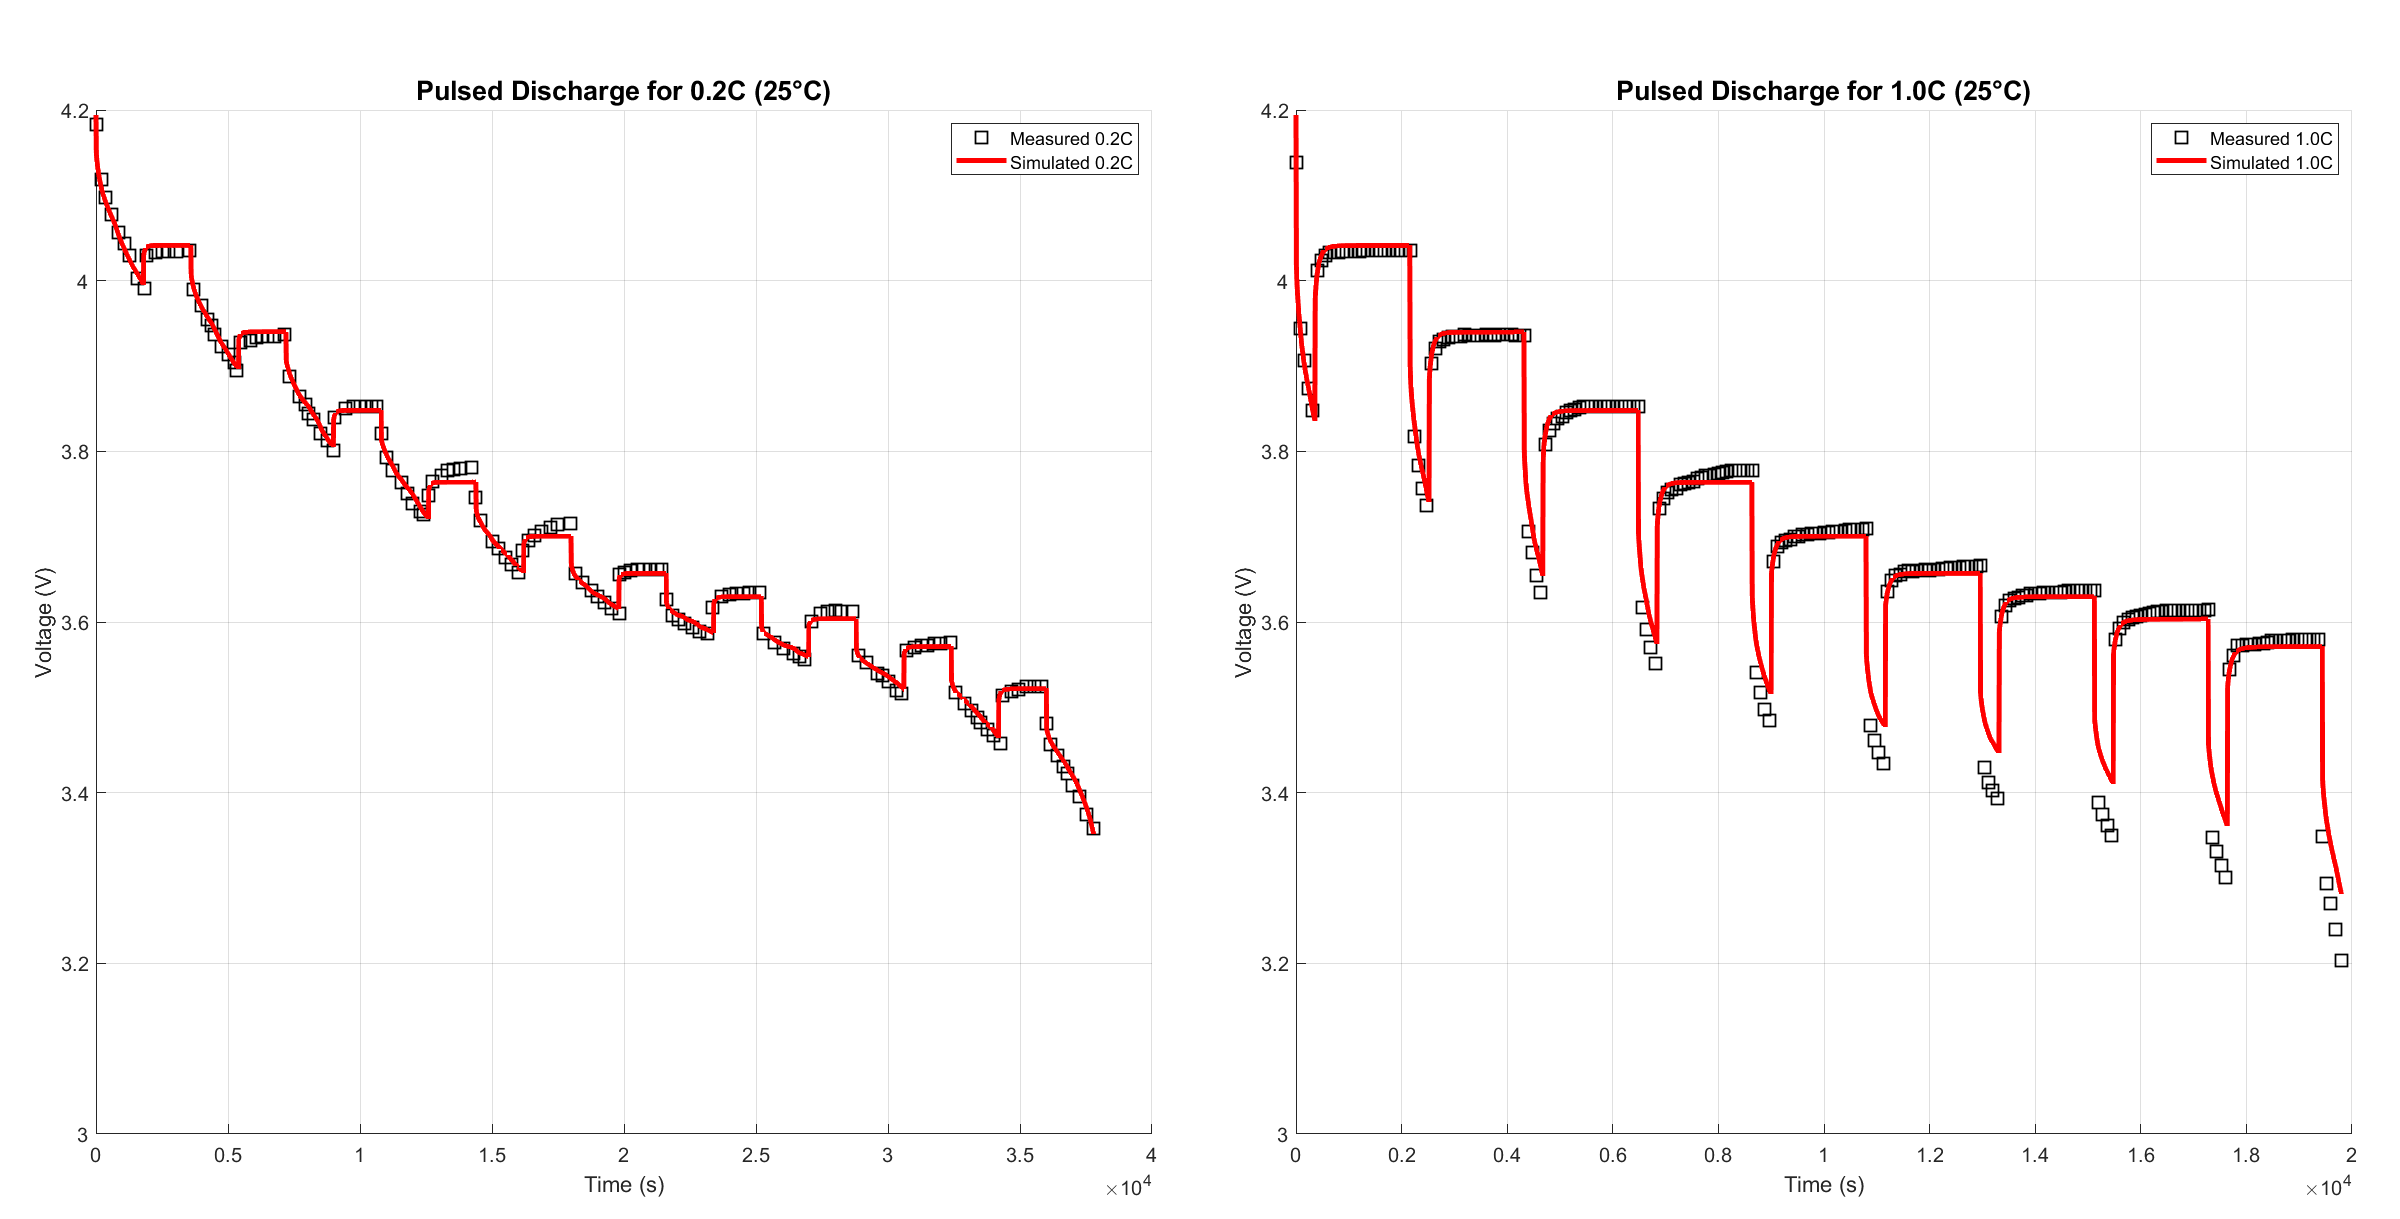 Pulsed Discharge for 0.2C (25°C)
4.2
4
3.8
3.6
3.4
3.2
3
Voltage (V)
Measured 0.2C
Simulated 0.2C
0 0.5 1 1.5 2 2.5 3 3.5 4
Time (s)
×10⁴
Pulsed Discharge for 1.0C (25°C)
4.2
4
3.8
3.6
3.4
3.2
3
Voltage (V)
Measured 1.0C
Simulated 1.0C
0 0.2 0.4 0.6 0.8 1 1.2 1.4 1.6 1.8 2
Time (s)
×10⁴